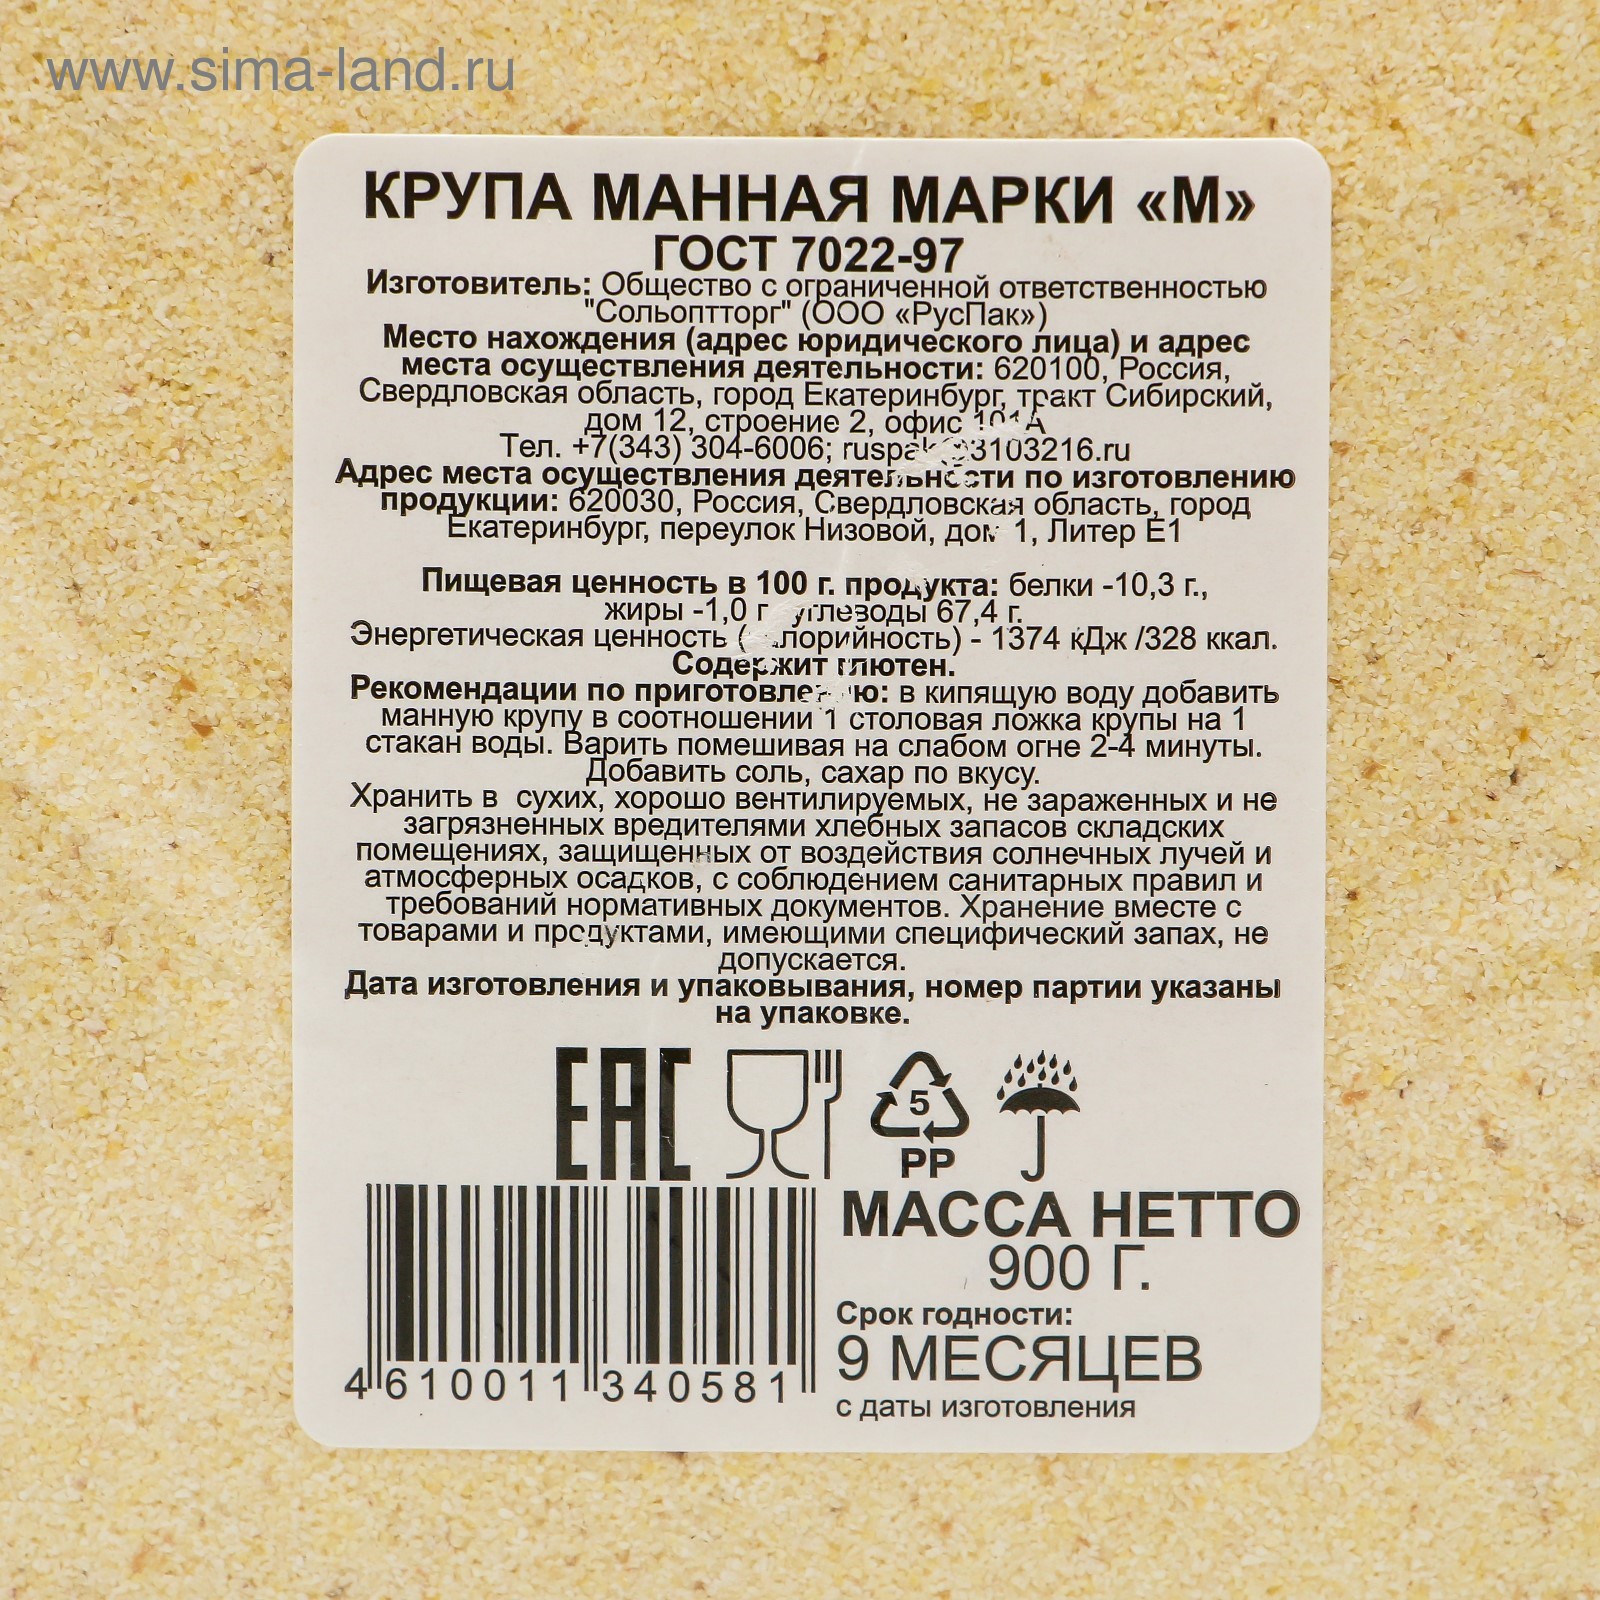 www.sima-land.ru
КРУПА МАННАЯ МАРКИ «М»
ГОСТ 7022-97
Изготовитель: Общество с ограниченной ответственностью
"Сольоптторг" (ООО «РусПак»)
Место нахождения (адрес юридического лица) и адрес
места осуществления деятельности: 620100, Россия,
Свердловская область, город Екатеринбург, тракт Сибирский,
дом 12, строение 2, офис 101А
Тел. +7(343) 304-6006; ruspak@3103216.ru
Адрес места осуществления деятельности по изготовлению
продукции: 620030, Россия, Свердловская область, город
Екатеринбург, переулок Низовой, дом 1, Литер Е1
Пищевая ценность в 100 г. продукта: белки -10,3 г.,
жиры -1,0 г углеводы 67,4 г.
Энергетическая ценность (калорийность) - 1374 кДж /328 ккал.
Содержит глютен.
Рекомендации по приготовлению: в кипящую воду добавить
манную крупу в соотношении 1 столовая ложка крупы на 1
стакан воды. Варить помешивая на слабом огне 2-4 минуты.
Добавить соль, сахар по вкусу.
Хранить в сухих, хорошо вентилируемых, не зараженных и не
загрязненных вредителями хлебных запасов складских
помещениях, защищенных от воздействия солнечных лучей и
атмосферных осадков, с соблюдением санитарных правил и
требований нормативных документов. Хранение вместе с
товарами и продуктами, имеющими специфический запах, не
допускается.
Дата изготовления и упаковывания, номер партии указаны
на упаковке.
ЕАС
5
PP
МАССА НЕТТО
900 Г.
Срок годности:
9 МЕСЯЦЕВ
с даты изготовления
4 610011 340581